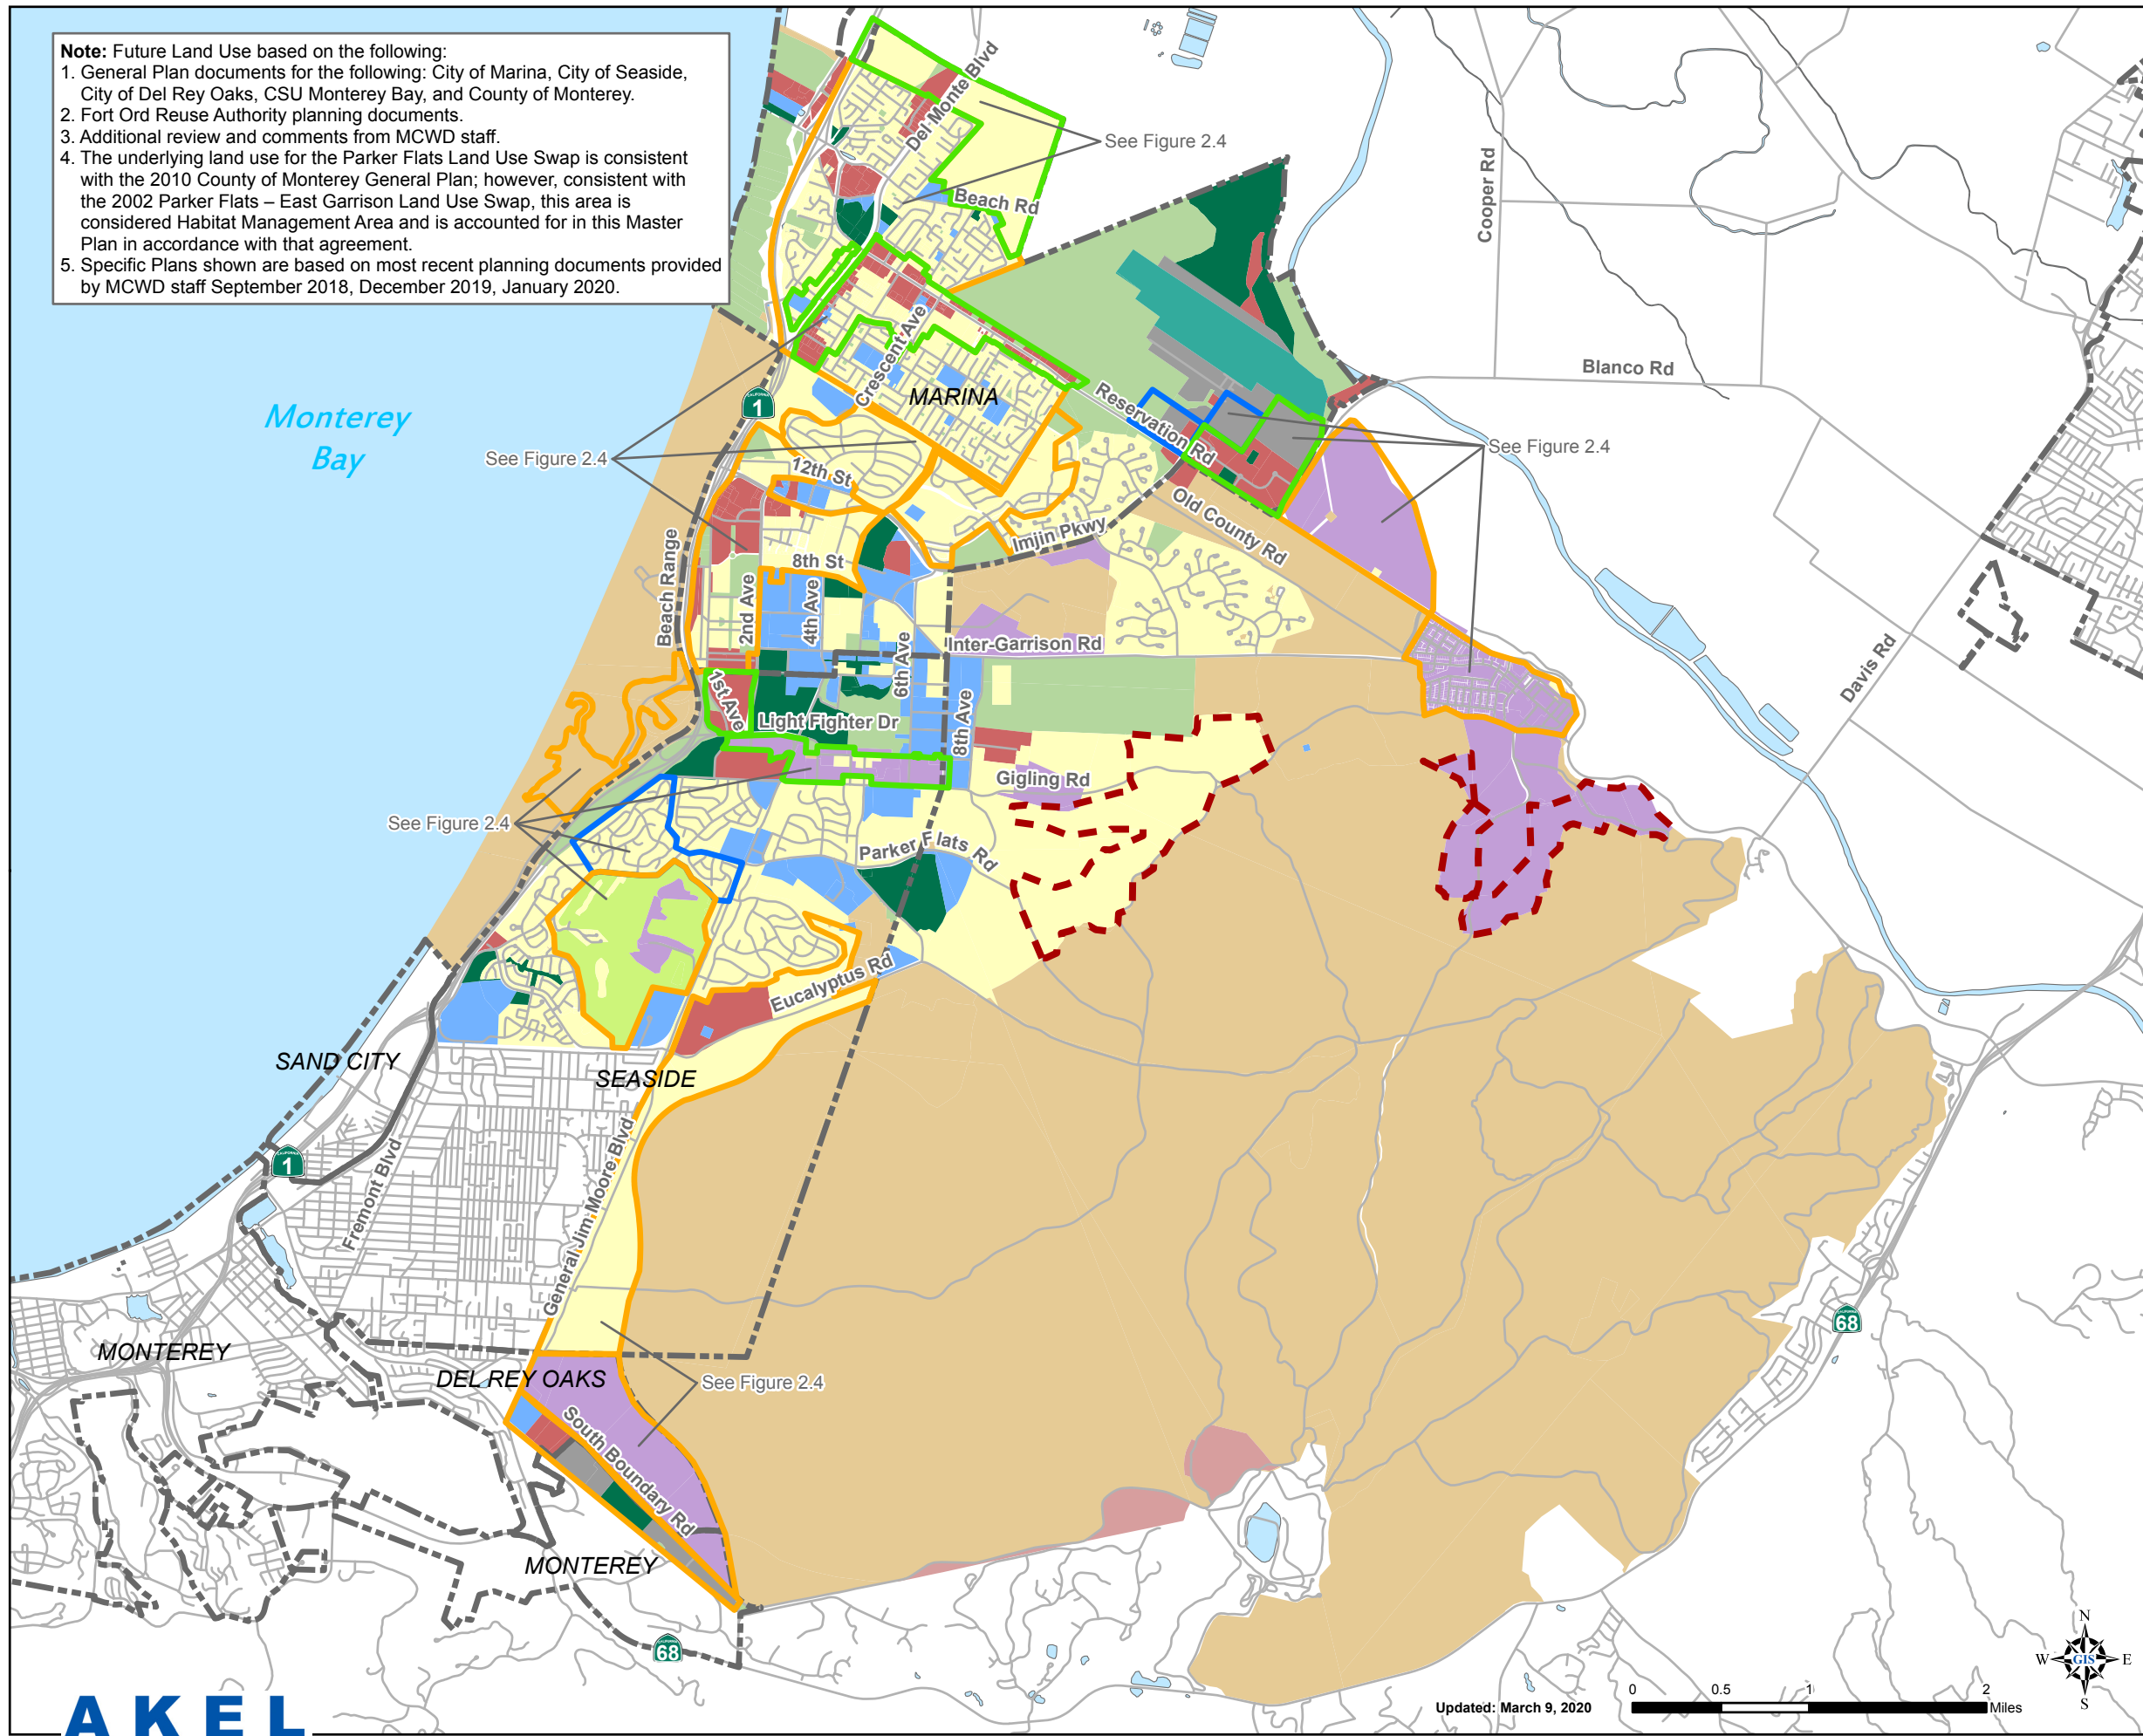 Note: Future Land Use based on the following:
1. General Plan documents for the following: City of Marina, City of Seaside,
City of Del Rey Oaks, CSU Monterey Bay, and County of Monterey.
2. Fort Ord Reuse Authority planning documents.
3. Additional review and comments from MCWD staff.
4. The underlying land use for the Parker Flats Land Use Swap is consistent
with the 2010 County of Monterey General Plan; however, consistent with
the 2002 Parker Flats – East Garrison Land Use Swap, this area is
considered Habitat Management Area and is accounted for in this Master
Plan in accordance with that agreement.
5. Specific Plans shown are based on most recent planning documents provided
by MCWD staff September 2018, December 2019, January 2020.
Del Monte Blvd
See Figure 2.4
Beach Rd
Cooper Rd
Blanco Rd
Monterey
Bay
CALIFORNIA
1
Crescent Ave
MARINA
Reservation Rd
See Figure 2.4
See Figure 2.4
12th St
Old County Rd
Imjin Pkwy
8th St
Beach Range
2nd Ave
4th Ave
6th Ave
Inter-Garrison Rd
Davis Rd
1st Ave
Light Fighter Dr
8th Ave
Gigling Rd
See Figure 2.4
Parker Flats Rd
Eucalyptus Rd
SAND CITY
SEASIDE
CALIFORNIA
1
Fremont Blvd
General Jim Moore Blvd
CALIFORNIA
68
MONTEREY
DEL REY OAKS
See Figure 2.4
South Boundary Rd
MONTEREY
CALIFORNIA
68
N
W GIS E
S
0 0.5 1 2
Miles
Updated: March 9, 2020
AKEL